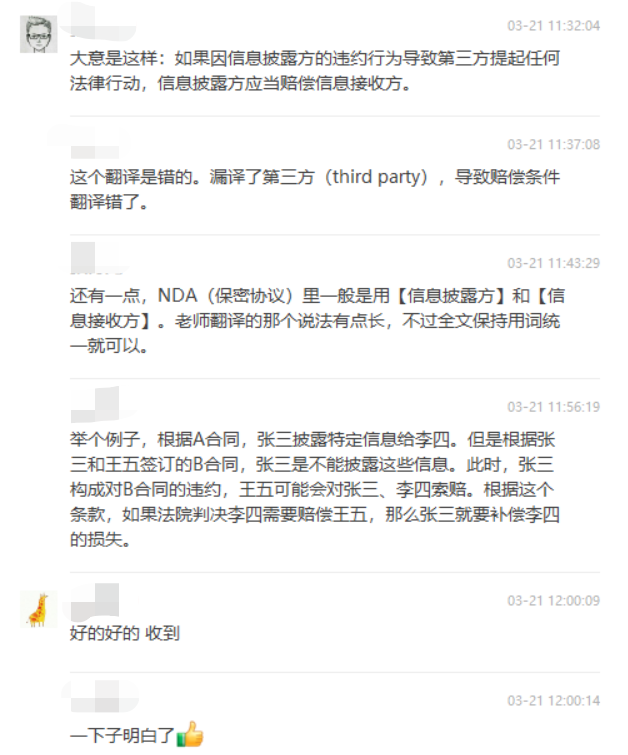 03-21 11:32:04
大意是这样：如果因信息披露方的违约行为导致第三方提起任何
法律行动，信息披露方应当赔偿信息接收方。
03-21 11:37:08
这个翻译是错的。漏译了第三方（third party），导致赔偿条件
翻译错了。
03-21 11:43:29
还有一点，NDA（保密协议）里一般是用【信息披露方】和【信
息接收方】。老师翻译的那个说法有点长，不过全文保持用词统
一就可以。
03-21 11:56:19
举个例子，根据A合同，张三披露特定信息给李四。但是根据张
三和王五签订的B合同，张三是不能披露这些信息。此时，张三
构成对B合同的违约，王五可能会对张三、李四索赔。根据这个
条款，如果法院判决李四需要赔偿王五，那么张三就要补偿李四
的损失。
03-21 12:00:09
好的好的 收到
03-21 12:00:14
一下子明白了👍